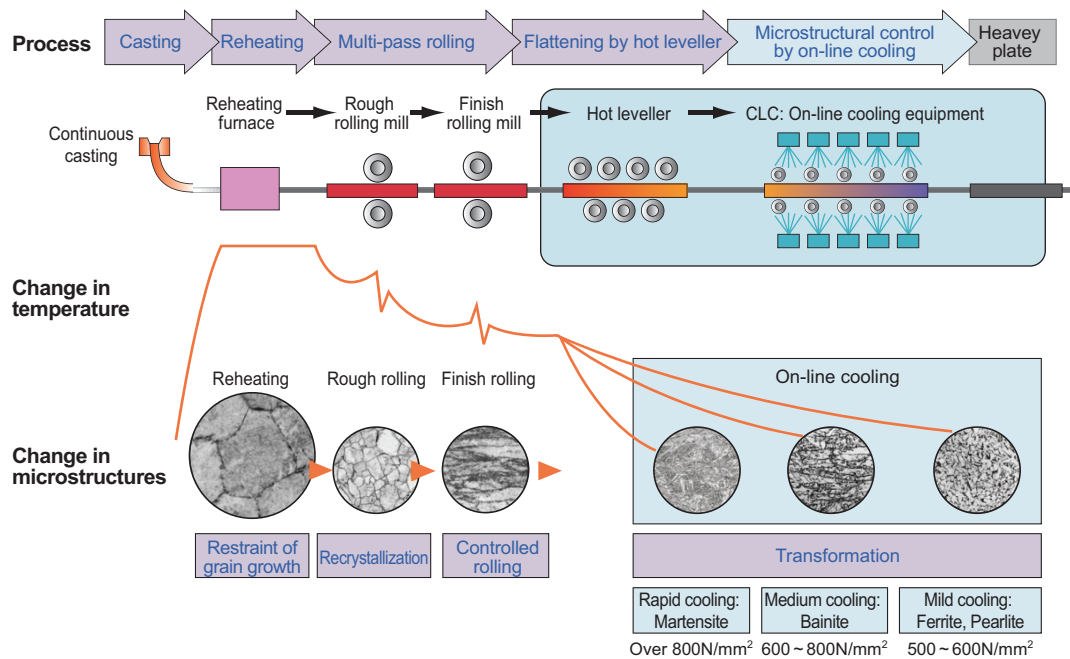 Process
Casting
Reheating
Multi-pass rolling
Flattening by hot leveller
Microstructural control
by on-line cooling
Heavey
plate
Continuous
casting
Reheating
furnace
Rough
rolling mill
Finish
rolling mill
Hot leveller
CLC: On-line cooling equipment
Change in
temperature
Reheating
Rough rolling
Finish rolling
On-line cooling
Change in
microstructures
Restraint of
grain growth
Recrystallization
Controlled
rolling
Transformation
Rapid cooling:
Martensite
Medium cooling:
Bainite
Mild cooling:
Ferrite, Pearlite
Over 800N/mm²
600 ~ 800N/mm²
500 ~ 600N/mm²